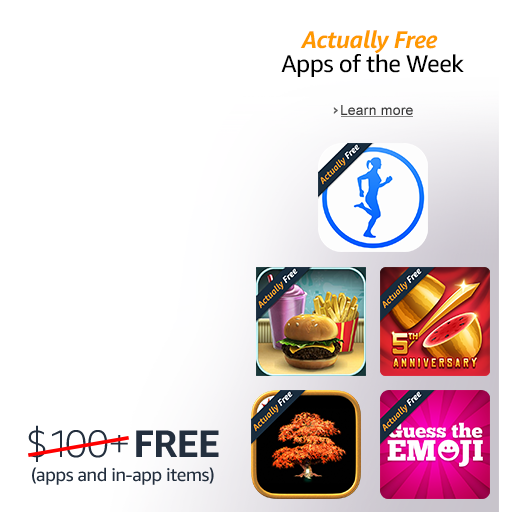 Actually Free
Apps of the Week
›Learn more
Actually Free
Actually Free
Actually Free
5TH
ANNIVERSARY
Actually Free
Actually Free
Guess the
EMOJI
$100+ FREE
(apps and in-app items)